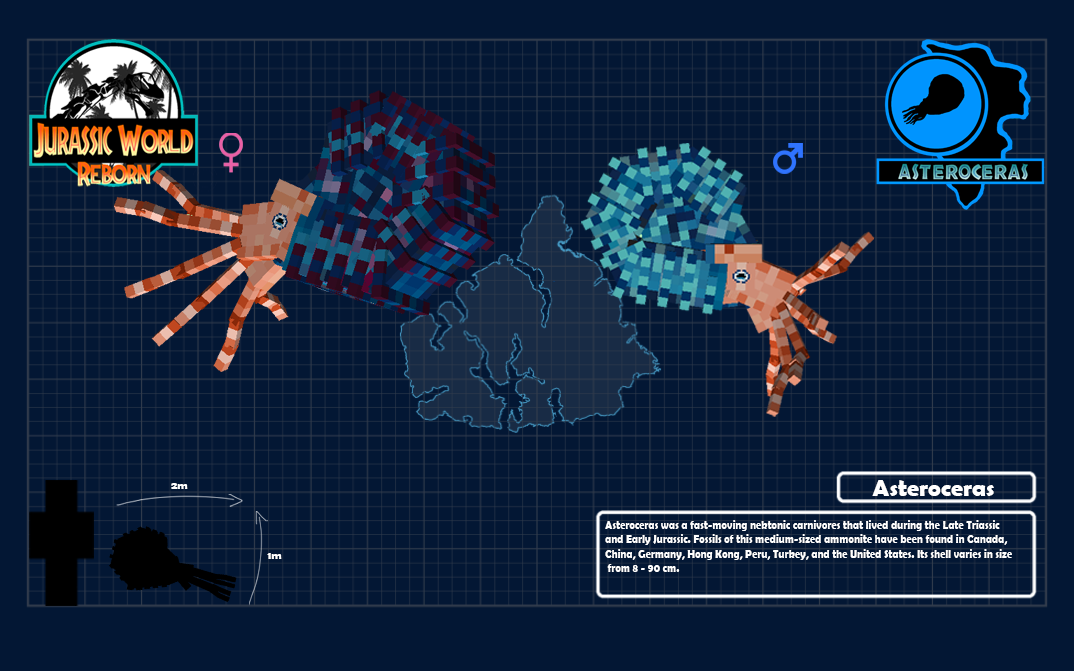 JURASSIC WORLD
REBORN
ASTEROCERAS
2m
1m
Asteroceras
Asteroceras was a fast-moving nektonic carnivores that lived during the Late Triassic
and Early Jurassic. Fossils of this medium-sized ammonite have been found in Canada,
China, Germany, Hong Kong, Peru, Turkey, and the United States. Its shell varies in size
from 8 - 90 cm.